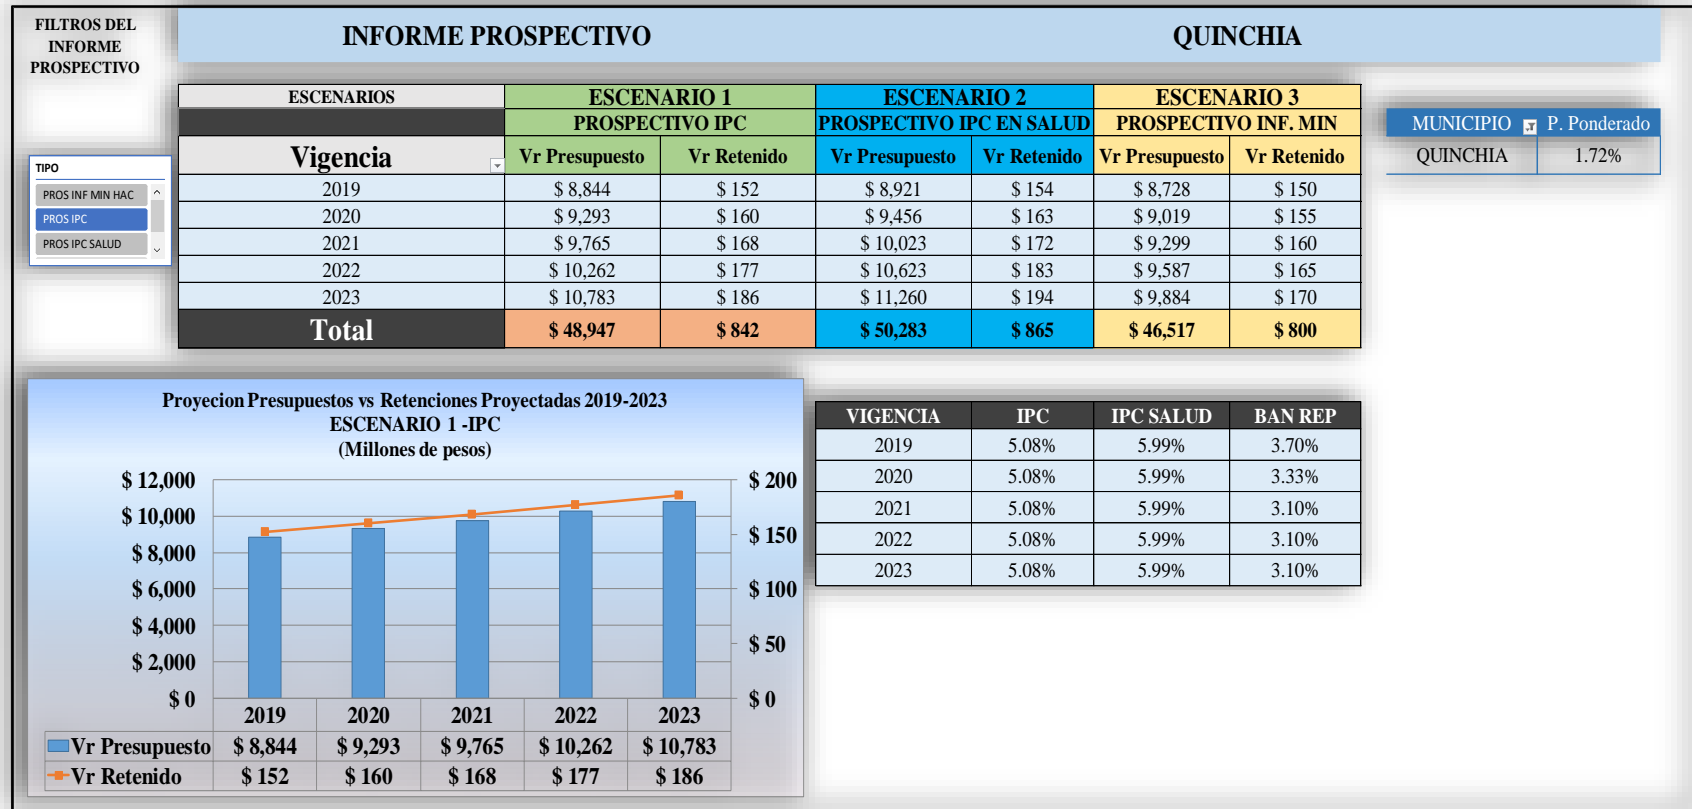 FILTROS DEL
INFORME
PROSPECTIVO
INFORME PROSPECTIVO QUINCHIA
ESCENARIOS ESCENARIO 1 ESCENARIO 2 ESCENARIO 3
PROSPECTIVO IPC PROSPECTIVO IPC EN SALUD PROSPECTIVO INF. MIN
Vigencia Vr Presupuesto Vr Retenido Vr Presupuesto Vr Retenido Vr Presupuesto Vr Retenido
2019 $ 8,844 $ 152 $ 8,921 $ 154 $ 8,728 $ 150
2020 $ 9,293 $ 160 $ 9,456 $ 163 $ 9,019 $ 155
2021 $ 9,765 $ 168 $ 10,023 $ 172 $ 9,299 $ 160
2022 $ 10,262 $ 177 $ 10,623 $ 183 $ 9,587 $ 165
2023 $ 10,783 $ 186 $ 11,260 $ 194 $ 9,884 $ 170
Total $ 48,947 $ 842 $ 50,283 $ 865 $ 46,517 $ 800
MUNICIPIO P. Ponderado
QUINCHIA 1.72%
TIPO
PROS INF MIN HAC
PROS IPC
PROS IPC SALUD
Proyecion Presupuestos vs Retenciones Proyectadas 2019-2023
ESCENARIO 1 -IPC
(Millones de pesos)
$ 12,000
$ 10,000
$ 8,000
$ 6,000
$ 4,000
$ 2,000
$ 0
$ 200
$ 150
$ 100
$ 50
$ 0
2019 2020 2021 2022 2023
Vr Presupuesto $ 8,844 $ 9,293 $ 9,765 $ 10,262 $ 10,783
Vr Retenido $ 152 $ 160 $ 168 $ 177 $ 186
VIGENCIA IPC IPC SALUD BAN REP
2019 5.08% 5.99% 3.70%
2020 5.08% 5.99% 3.33%
2021 5.08% 5.99% 3.10%
2022 5.08% 5.99% 3.10%
2023 5.08% 5.99% 3.10%